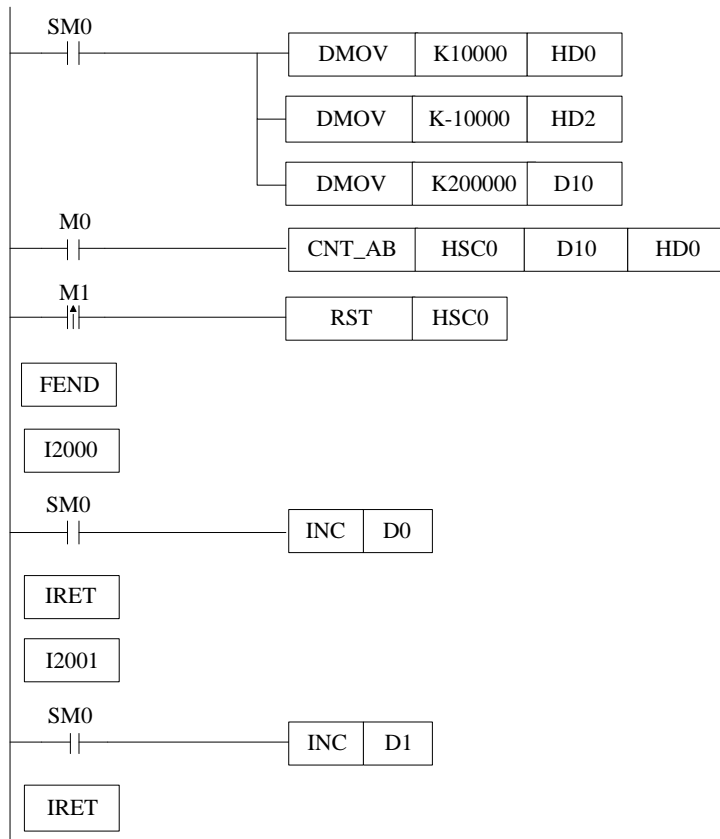 SM0
DMOV K10000 HD0
DMOV K-10000 HD2
DMOV K200000 D10
M0
CNT_AB HSC0 D10 HD0
M1
RST HSC0
FEND
I2000
SM0
INC D0
IRET
I2001
SM0
INC D1
IRET